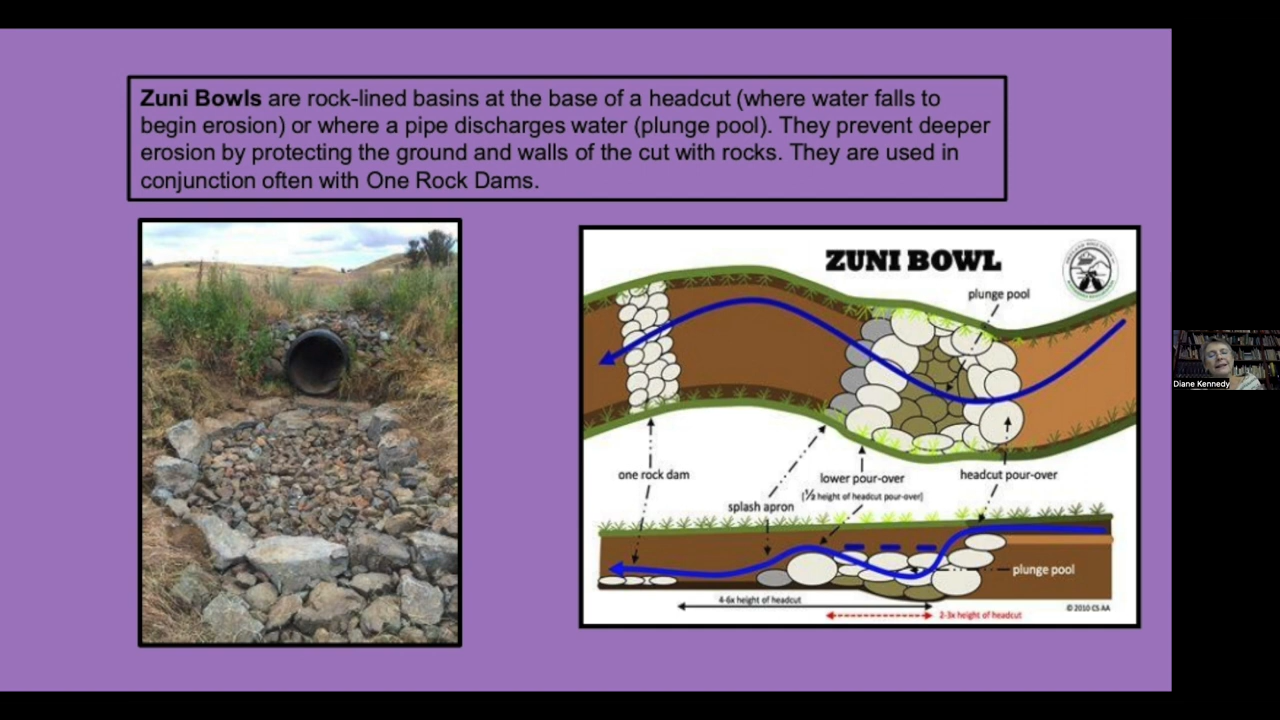 Zuni Bowls are rock-lined basins at the base of a headcut (where water falls to
begin erosion) or where a pipe discharges water (plunge pool). They prevent deeper
erosion by protecting the ground and walls of the cut with rocks. They are used in
conjunction often with One Rock Dams.
ZUNI BOWL
plunge pool
one rock dam
lower pour-over
[½ height of headcut pour-over]
headcut pour-over
splash apron
plunge pool
4-6x height of headcut
2-3x height of headcut
© 2010 CS AA
Diane Kennedy